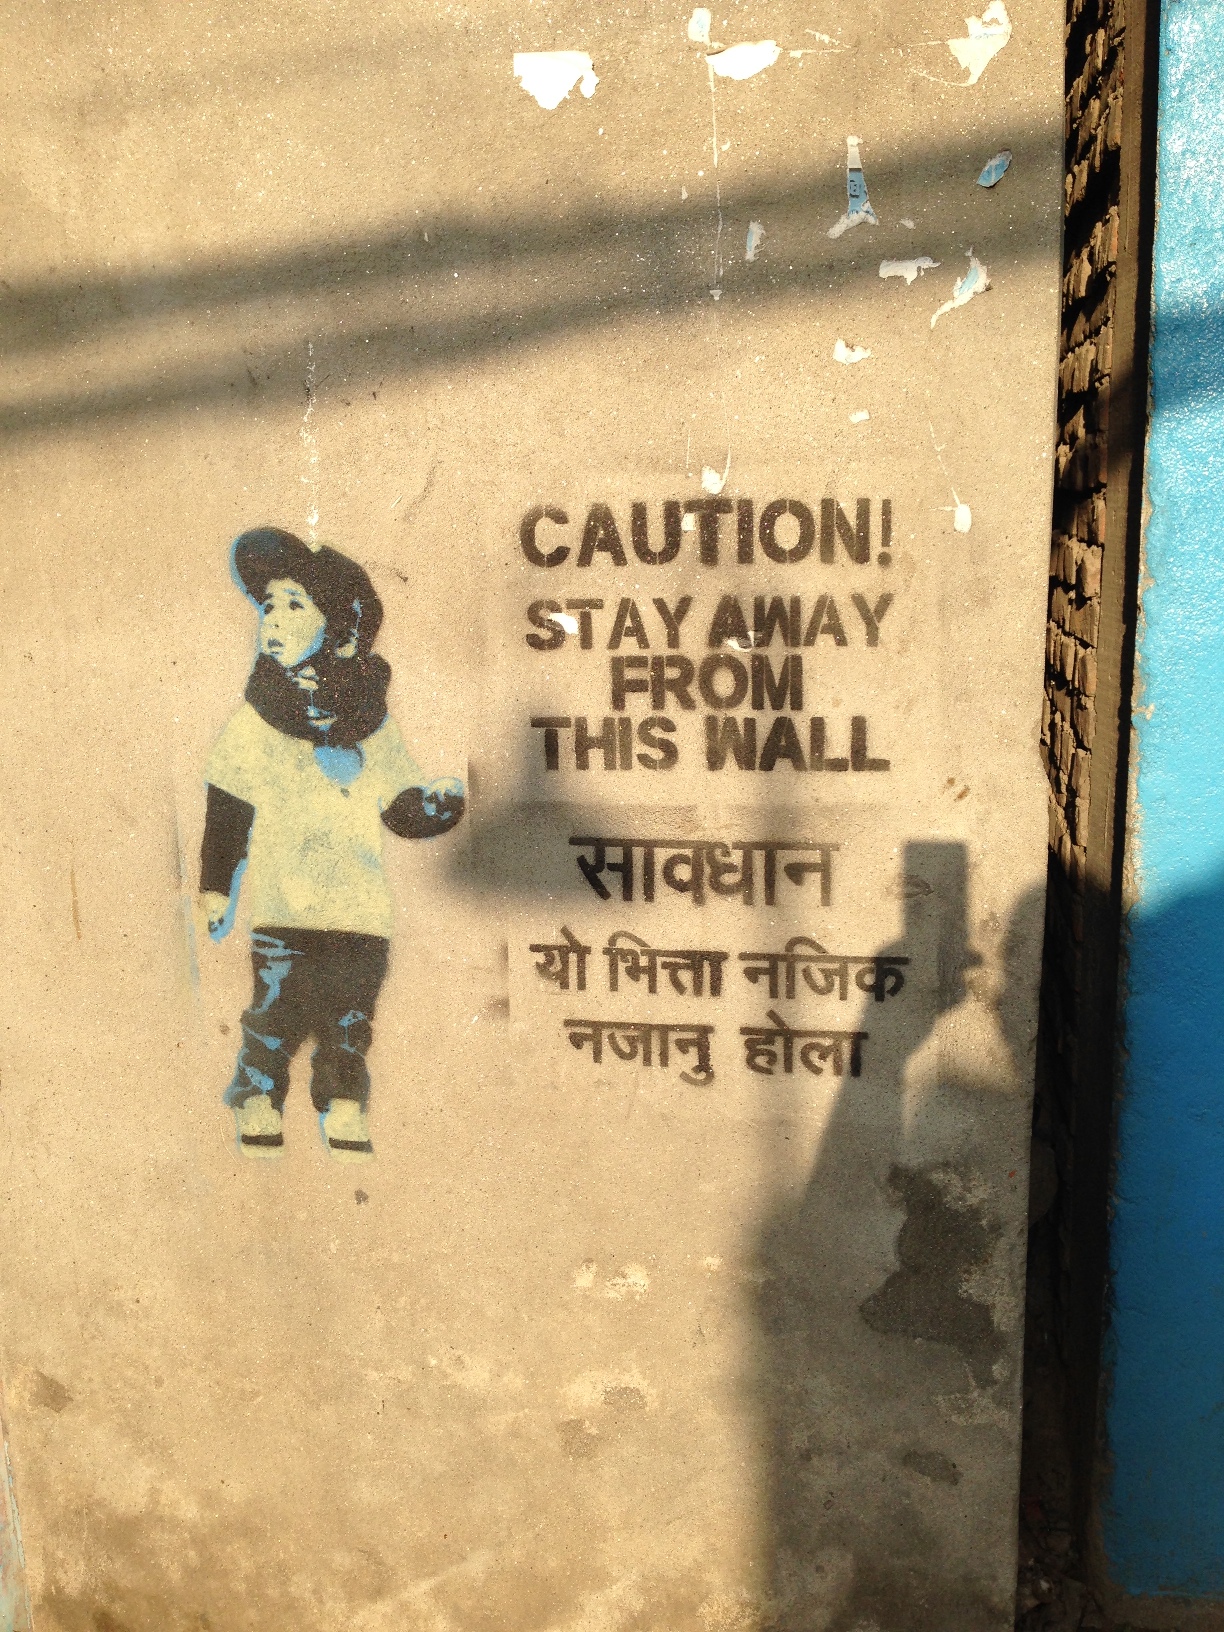 CAUTION!
STAY AWAY
FROM
THIS WALL
सावधान
यो भित्ता नजिक
नजानु होला